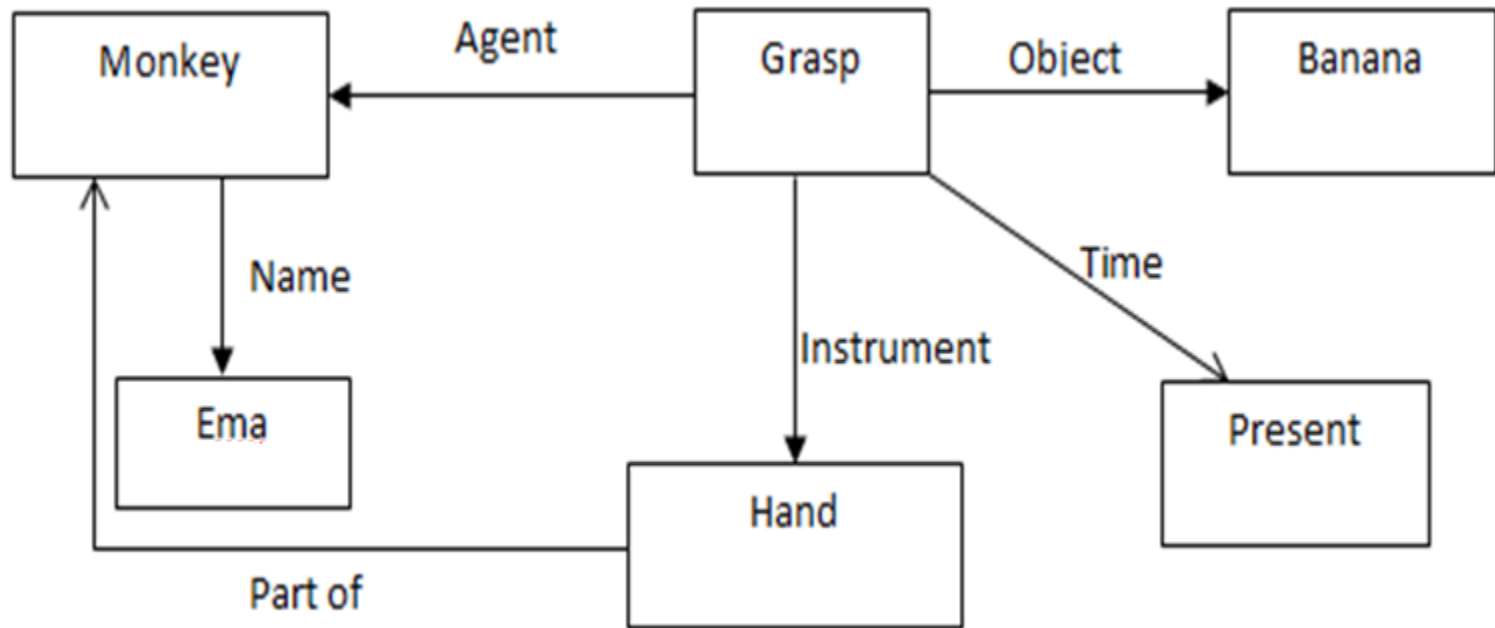 Monkey
Agent
Grasp
Object
Banana
Name
Time
Instrument
Ema
Present
Hand
Part of